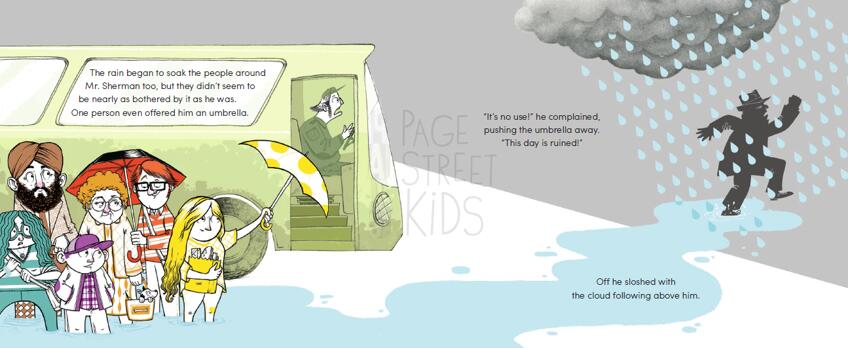 The rain began to soak the people around
Mr. Sherman too, but they didn't seem to
be nearly as bothered by it as he was.
One person even offered him an umbrella.
"It's no use!" he complained,
pushing the umbrella away.
"This day is ruined!"
PAGE
STREET
KiDS
Off he sloshed with
the cloud following above him.